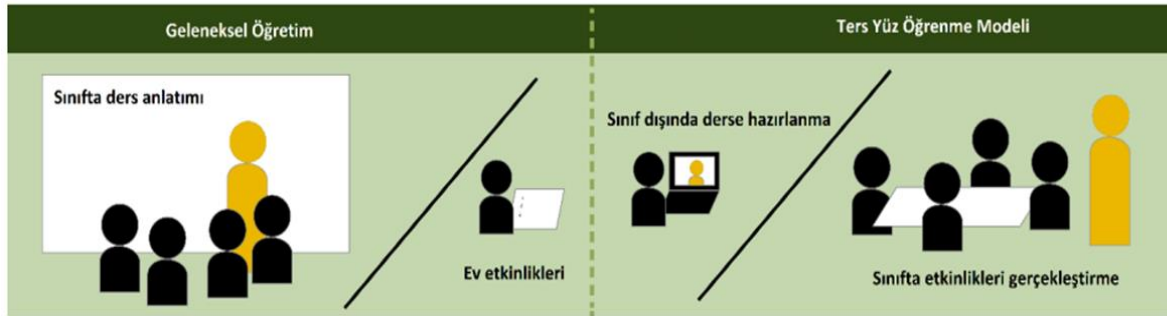 Geleneksel Öğretim
Ters Yüz Öğrenme Modeli
Sınıfta ders anlatımı
Ev etkinlikleri
Sınıf dışında derse hazırlanma
Sınıfta etkinlikleri gerçekleştirme